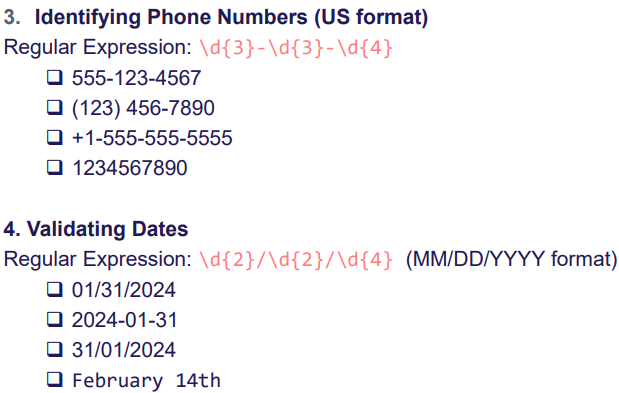 3. Identifying Phone Numbers (US format)
Regular Expression: \d{3}-\d{3}-\d{4}
❑ 555-123-4567
❑ (123) 456-7890
❑ +1-555-555-5555
❑ 1234567890
4. Validating Dates
Regular Expression: \d{2}/\d{2}/\d{4} (MM/DD/YYYY format)
❑ 01/31/2024
❑ 2024-01-31
❑ 31/01/2024
❑ February 14th